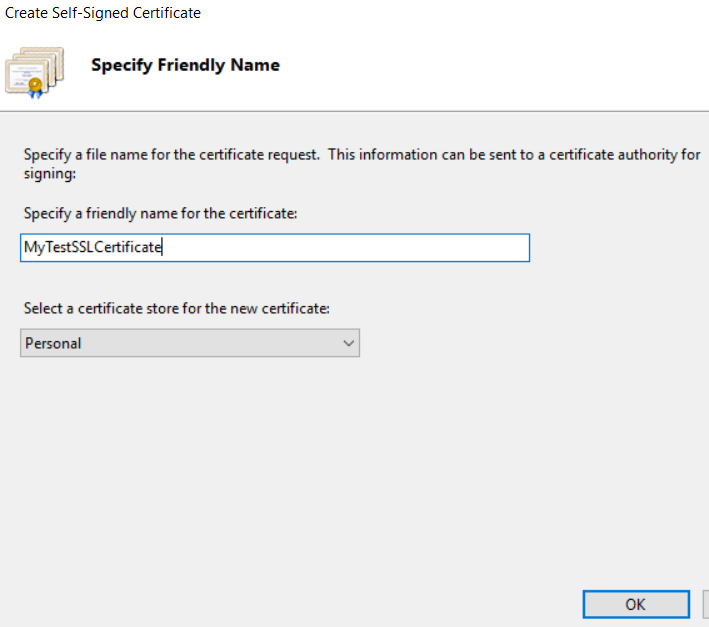 Create Self-Signed Certificate
Specify Friendly Name
Specify a file name for the certificate request.  This information can be sent to a certificate authority for
signing:
Specify a friendly name for the certificate:
MyTestSSLCertificate
Select a certificate store for the new certificate:
Personal
OK